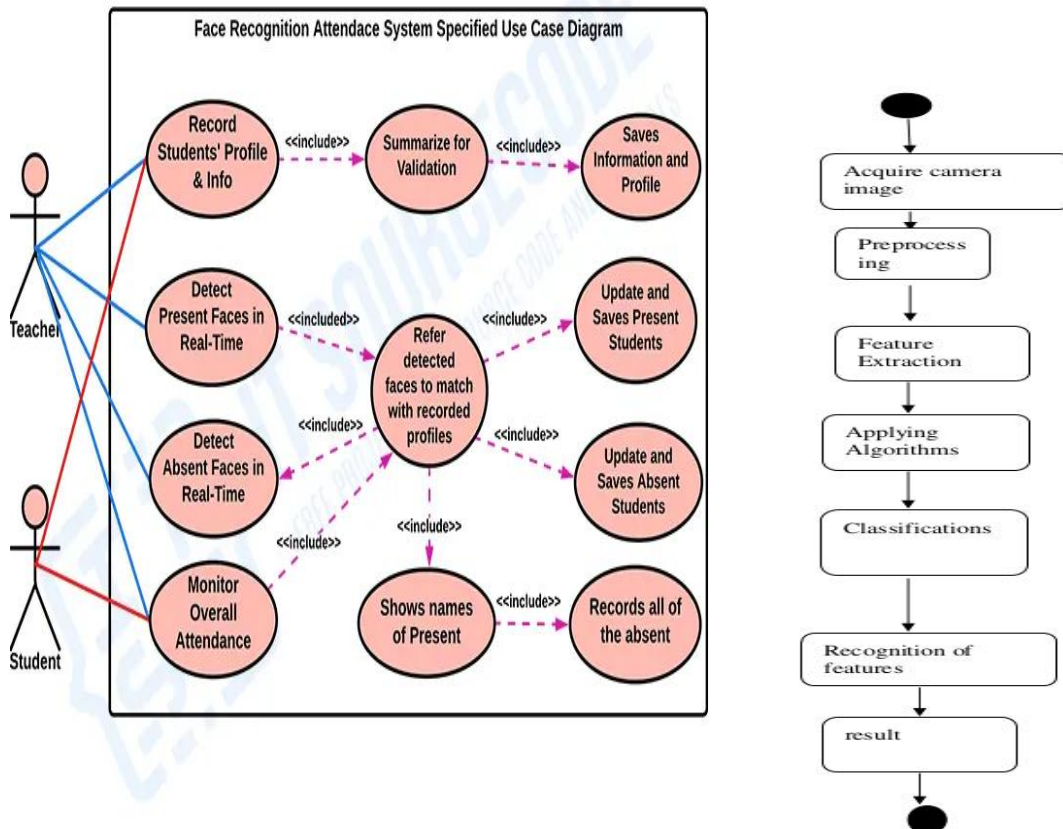 Face Recognition Attendace System Specified Use Case Diagram
Record
Students' Profile
& Info
<<include>>
Summarize for
Validation
<<include>>
Saves
Information and
Profile
Teacher
Detect
Present Faces in
Real-Time
<<included>>
Refer
detected
faces to match
with recorded
profiles
<<include>>
Update and
Saves Present
Students
Detect
Absent Faces in
Real-Time
<<include>>
<<include>>
Update and
Saves Absent
Students
<<include>>
<<include>>
Student
Monitor
Overall
Attendance
Shows names
of Present
<<include>>
Records all of
the absent
Acquire camera
image
Preprocess
ing
Feature
Extraction
Applying
Algorithms
Classifications
Recognition of
features
result
IT SOURCECODE